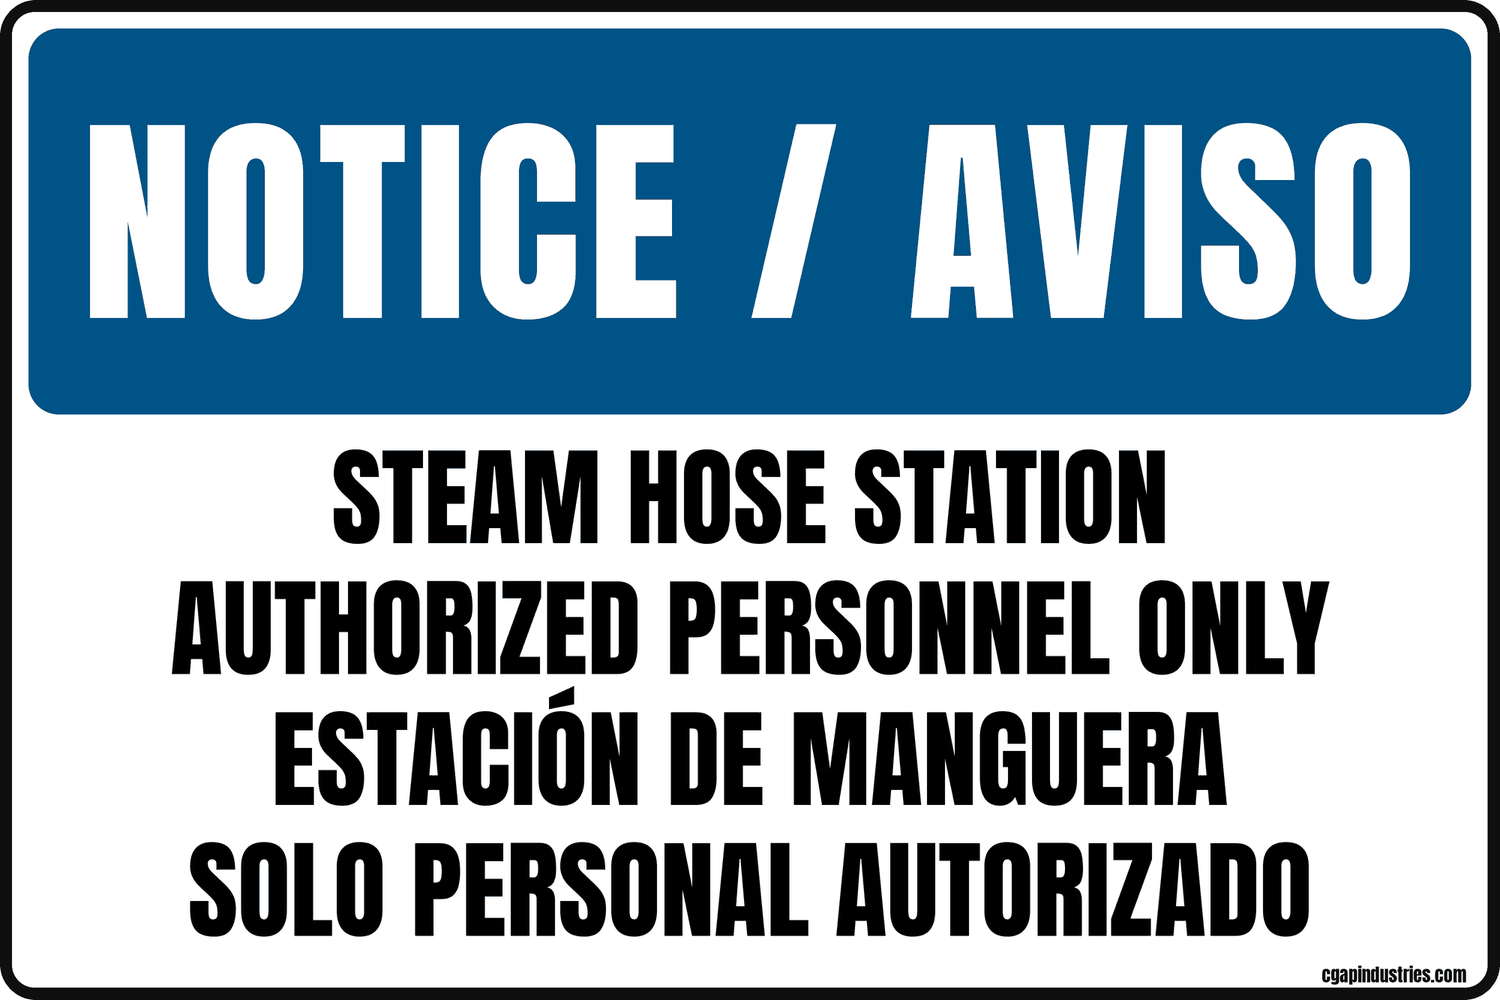 NOTICE / AVISO
STEAM HOSE STATION
AUTHORIZED PERSONNEL ONLY
ESTACIÓN DE MANGUERA
SOLO PERSONAL AUTORIZADO
cgapindustries.com